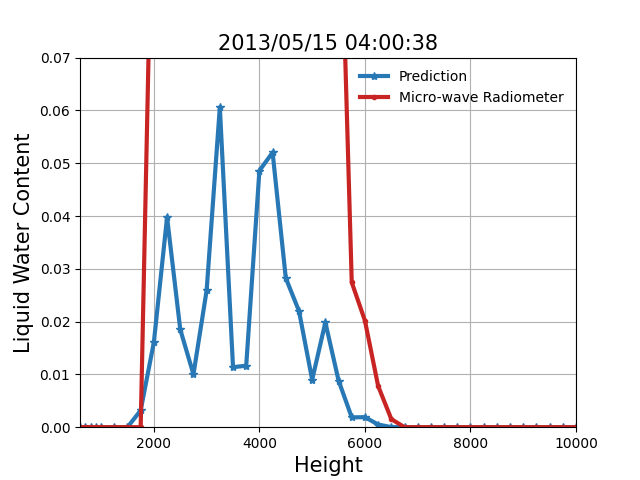 2013/05/15 04:00:38
0.07
0.06
0.05
0.04
0.03
0.02
0.01
0.00
Liquid Water Content
Prediction
Micro-wave Radiometer
2000 4000 6000 8000 10000
Height